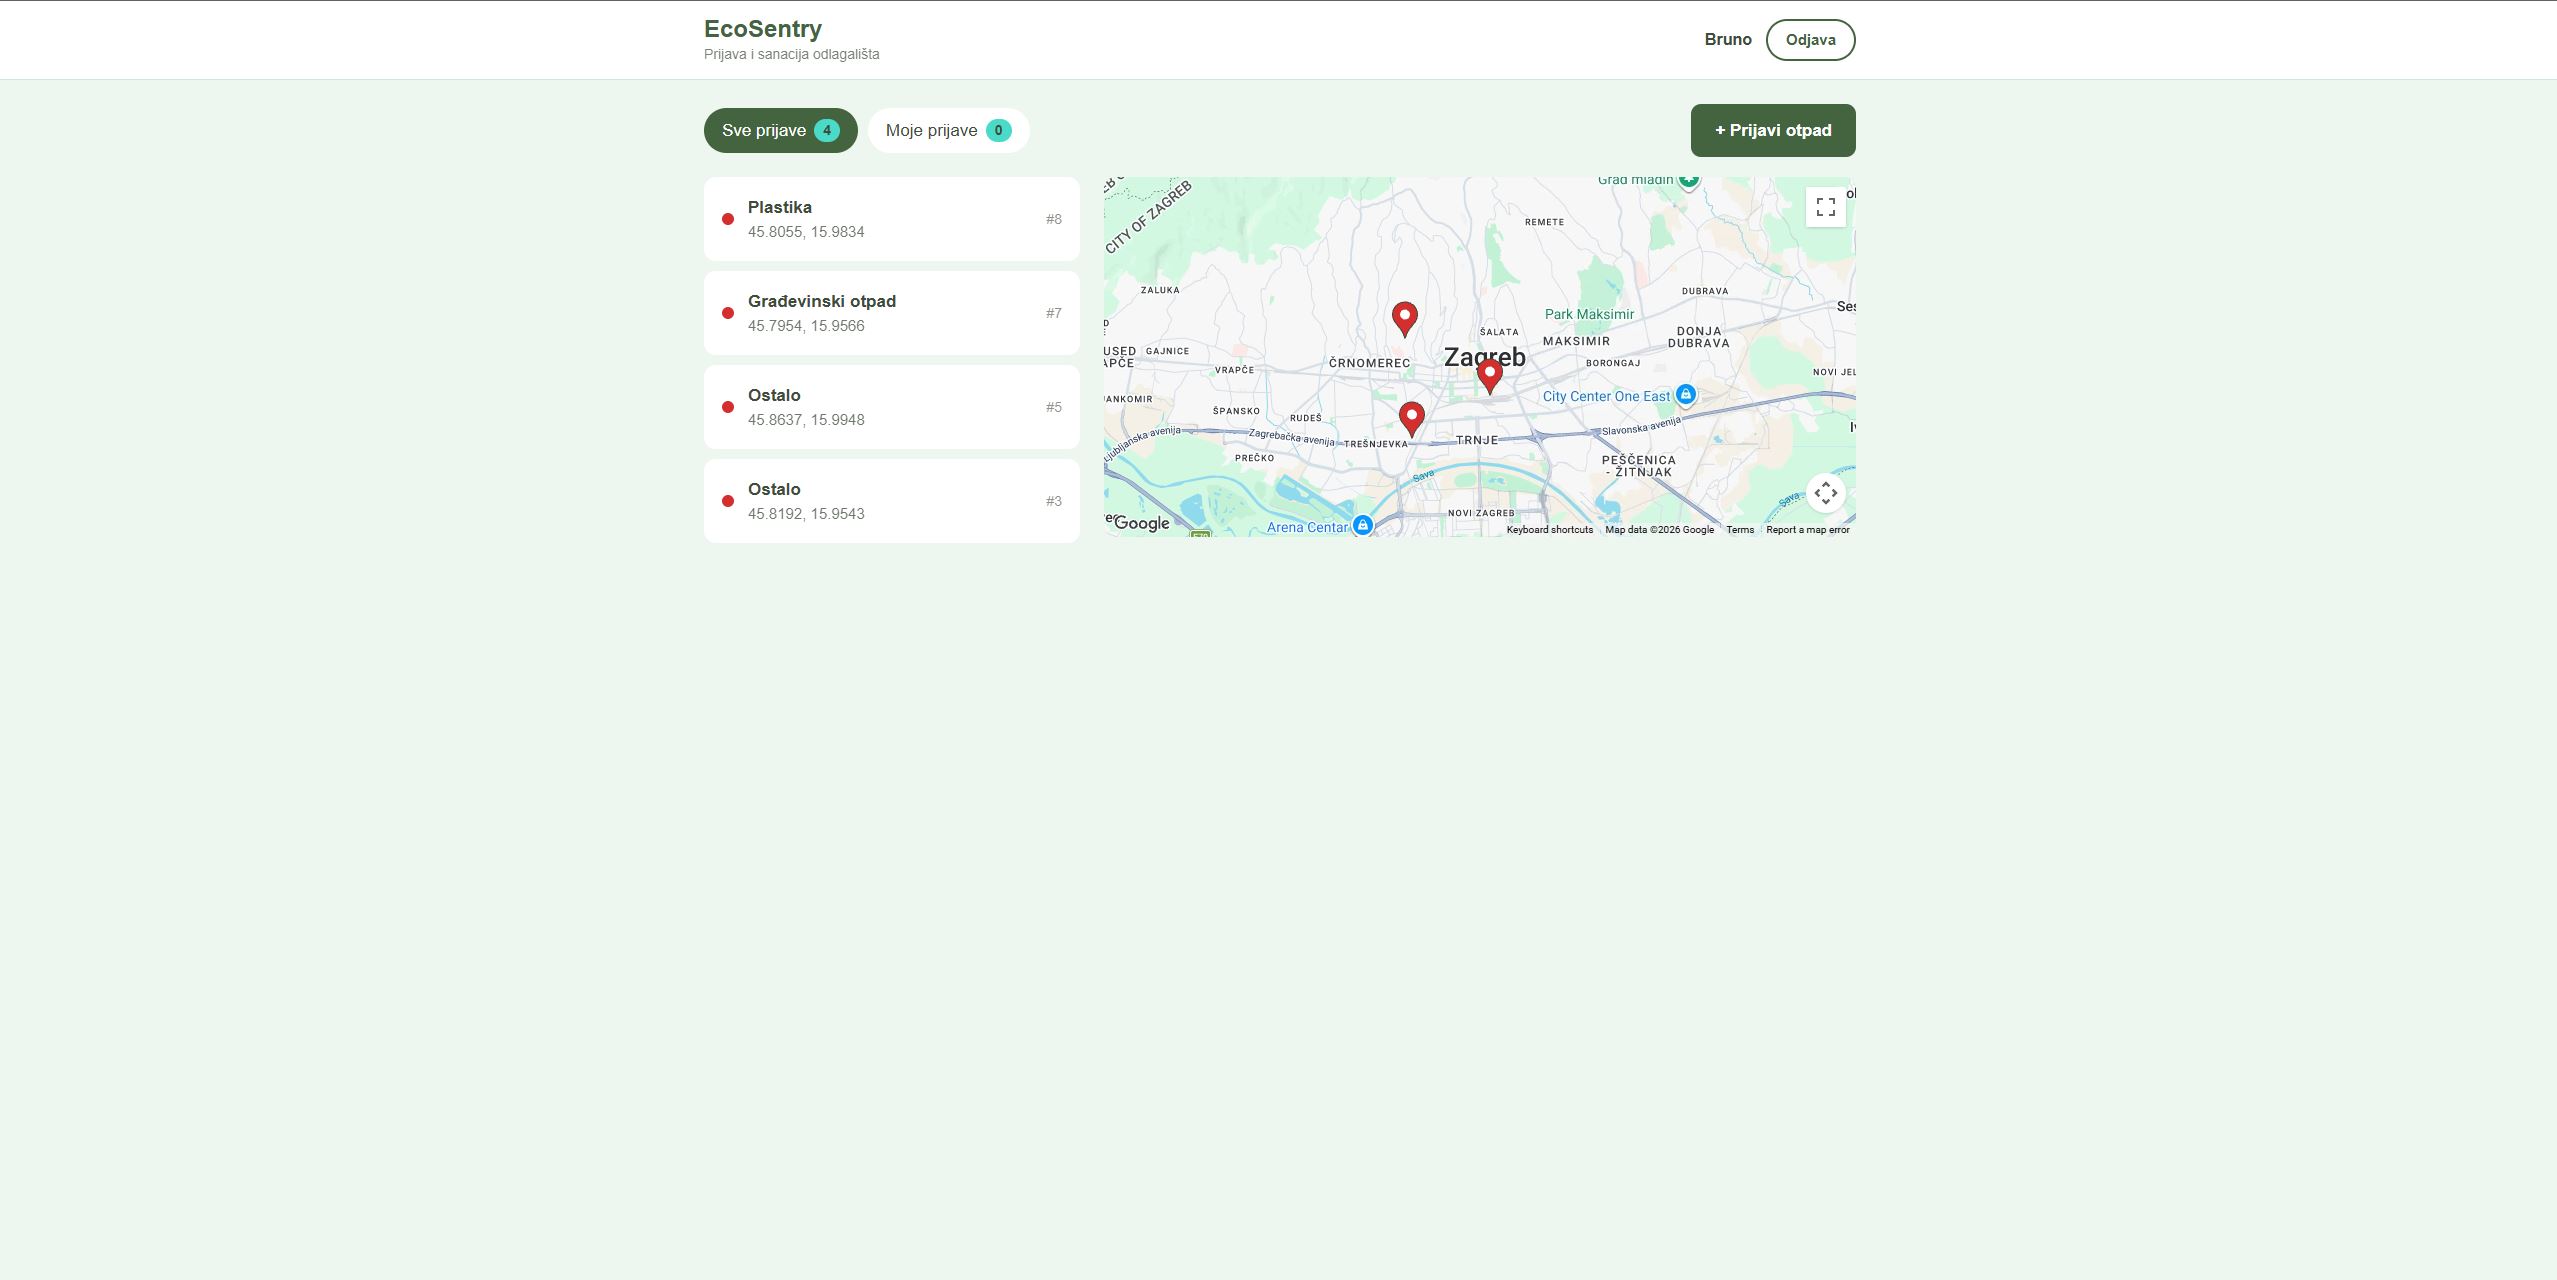 EcoSentry
Prijava i sanacija odlagališta
Bruno
Odjava
Sve prijave 4
Moje prijave 0
+ Prijavi otpad
Plastika
45.8055, 15.9834
#8
Građevinski otpad
45.7954, 15.9566
#7
Ostalo
45.8637, 15.9948
#5
Ostalo
45.8192, 15.9543
#3
CITY OF ZAGREB
Grad mladih
REMETE
ZALUKA
DUBRAVA
Park Maksimir
ŠALATA
DONJA
DUBRAVA
MAKSIMIR
GAJNICE
Zagreb
ČRNOMEREC
BORONGAJ
VRAPČE
City Center One East
ŠPANSKO
RUDEŠ
Slavonska avenija
Ljubljanska avenija
Zagrebačka avenija
TREŠNJEVKA
TRNJE
PREČKO
PEŠČENICA
- ŽITNJAK
Sava
Sava
NOVI ZAGREB
Google
Arena Centar
Keyboard shortcuts
Map data ©2026 Google
Terms
Report a map error